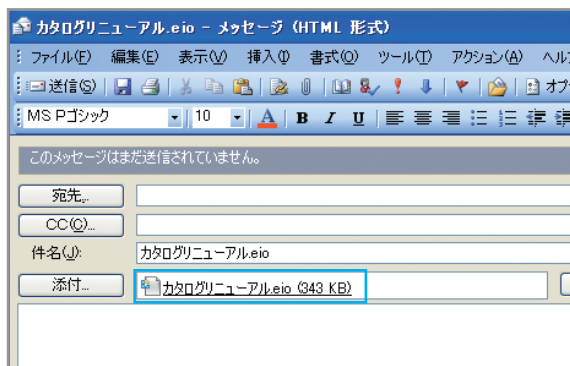 カタログリニューアル.eio - メッセージ (HTML 形式)
ファイル(F) 編集(E) 表示(V) 挿入(I) 書式(O) ツール(T) アクション(A)
送信(S)
MS Pゴシック 10 A B I U
このメッセージはまだ送信されていません。
宛先...
CC(C)...
件名(J): カタログリニューアル.eio
添付... カタログリニューアル.eio (343 KB)